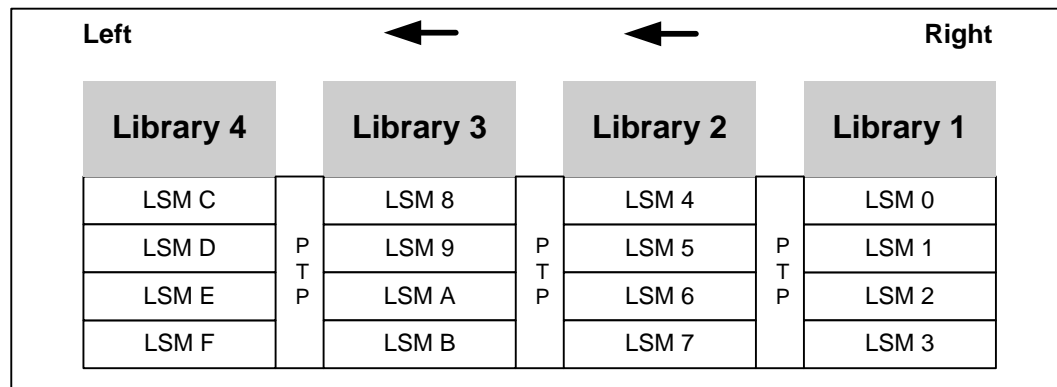 Left Right
Library 4 Library 3 Library 2 Library 1
LSM C LSM 8 LSM 4 LSM 0
LSM D LSM 9 LSM 5 LSM 1
LSM E LSM A LSM 6 LSM 2
LSM F LSM B LSM 7 LSM 3
P
T
P
P
T
P
P
T
P